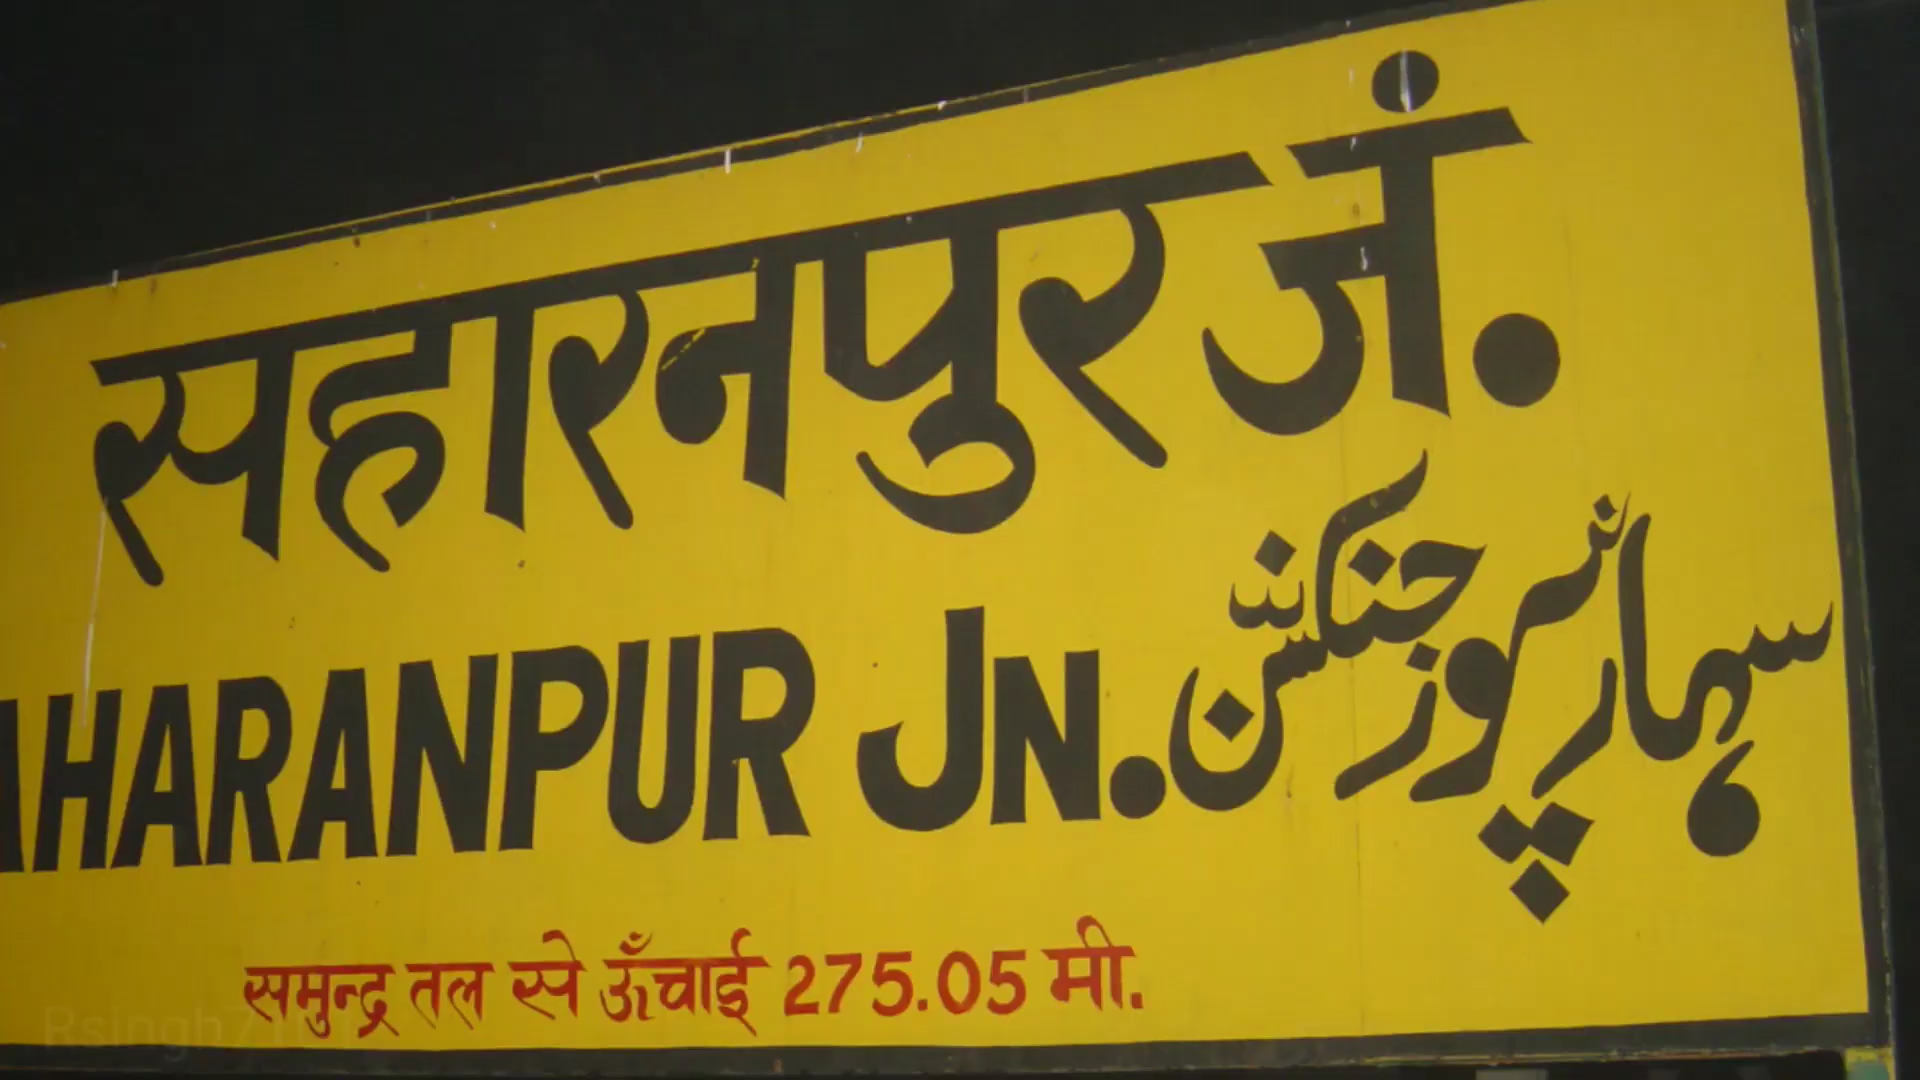 सहारनपुर जं.
AHARANPUR JN.
سہارنپور جنکشن
समुन्द्र तल से ऊँचाई 275.05 मी.